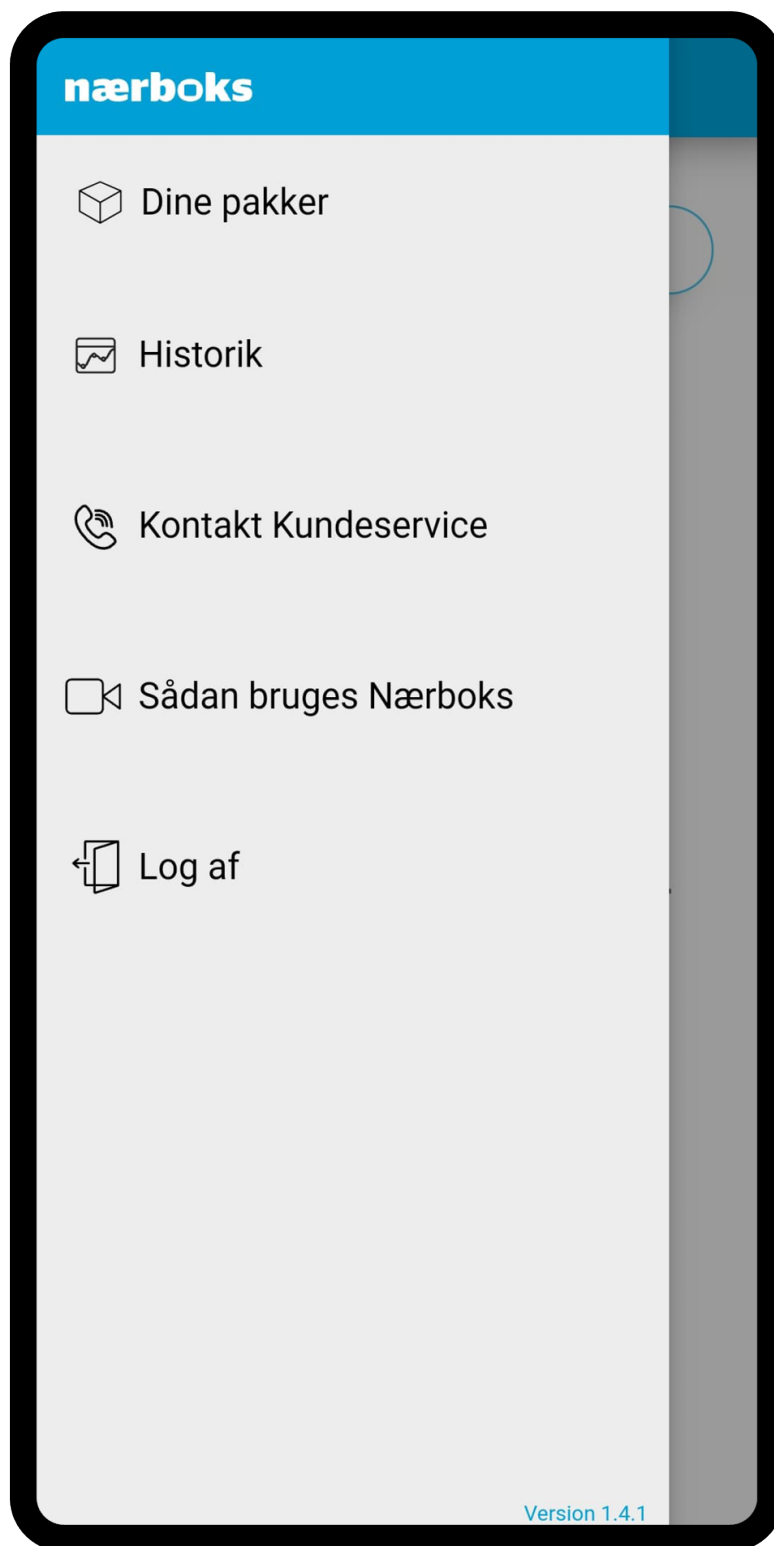 nærboks
Dine pakker
Historik
Kontakt Kundeservice
Sådan bruges Nærboks
Log af
Version 1.4.1